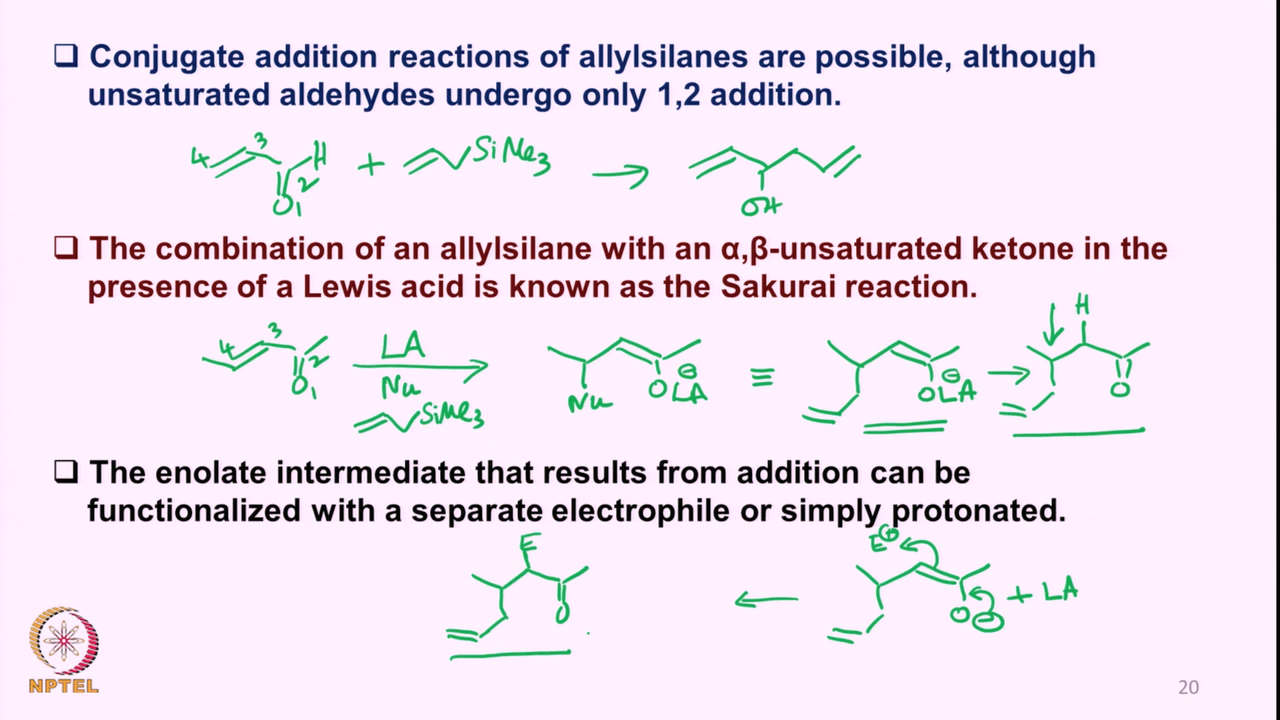 ❑ Conjugate addition reactions of allylsilanes are possible, although
unsaturated aldehydes undergo only 1,2 addition.
4 3 H 2 O1 + SiMe3 → OH
❑ The combination of an allylsilane with an α,β-unsaturated ketone in the
presence of a Lewis acid is known as the Sakurai reaction.
4 3 2 O1 LA Nu SiMe3 → Nu ⊖ OLA ≡ ⊖ OLA → H O
❑ The enolate intermediate that results from addition can be
functionalized with a separate electrophile or simply protonated.
E O ← E⊕ O⊖ + LA
NPTEL
20